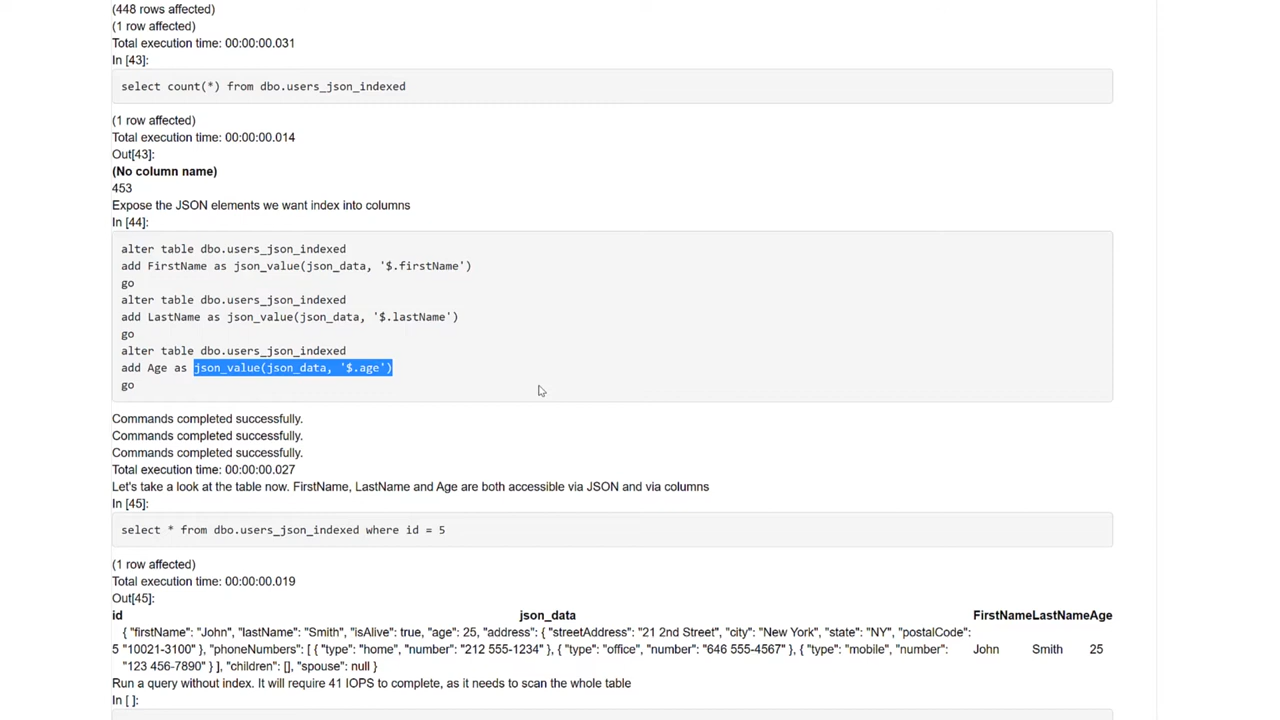 (448 rows affected)
(1 row affected)
Total execution time: 00:00:00.031
In [43]:
select count(*) from dbo.users_json_indexed
(1 row affected)
Total execution time: 00:00:00.014
Out[43]:
(No column name)
453
Expose the JSON elements we want index into columns
In [44]:
alter table dbo.users_json_indexed
add FirstName as json_value(json_data, '$.firstName')
go
alter table dbo.users_json_indexed
add LastName as json_value(json_data, '$.lastName')
go
alter table dbo.users_json_indexed
add Age as json_value(json_data, '$.age')
go
Commands completed successfully.
Commands completed successfully.
Commands completed successfully.
Total execution time: 00:00:00.027
Let's take a look at the table now. FirstName, LastName and Age are both accessible via JSON and via columns
In [45]:
select * from dbo.users_json_indexed where id = 5
(1 row affected)
Total execution time: 00:00:00.019
Out[45]:
id json_data FirstNameLastNameAge
{ "firstName": "John", "lastName": "Smith", "isAlive": true, "age": 25, "address": { "streetAddress": "21 2nd Street", "city": "New York", "state": "NY", "postalCode":
5 "10021-3100" }, "phoneNumbers": [ { "type": "home", "number": "212 555-1234" }, { "type": "office", "number": "646 555-4567" }, { "type": "mobile", "number": John Smith 25
"123 456-7890" } ], "children": [], "spouse": null }
Run a query without index. It will require 41 IOPS to complete, as it needs to scan the whole table
In [ ]: